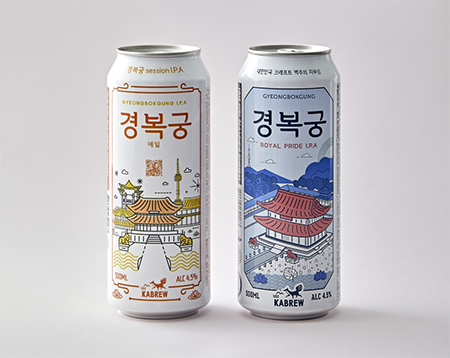 경복궁 session I.P.A
GYEONGBOKGUNG I.P.A
경복궁
에일
500ML
ALC 4.5%
KABREW
대한민국 크래프트 맥주의 자부심
GYEONGBOKGUNG
경복궁
ROYAL PRIDE I.P.A
500ML
ALC 4.5%
KABREW